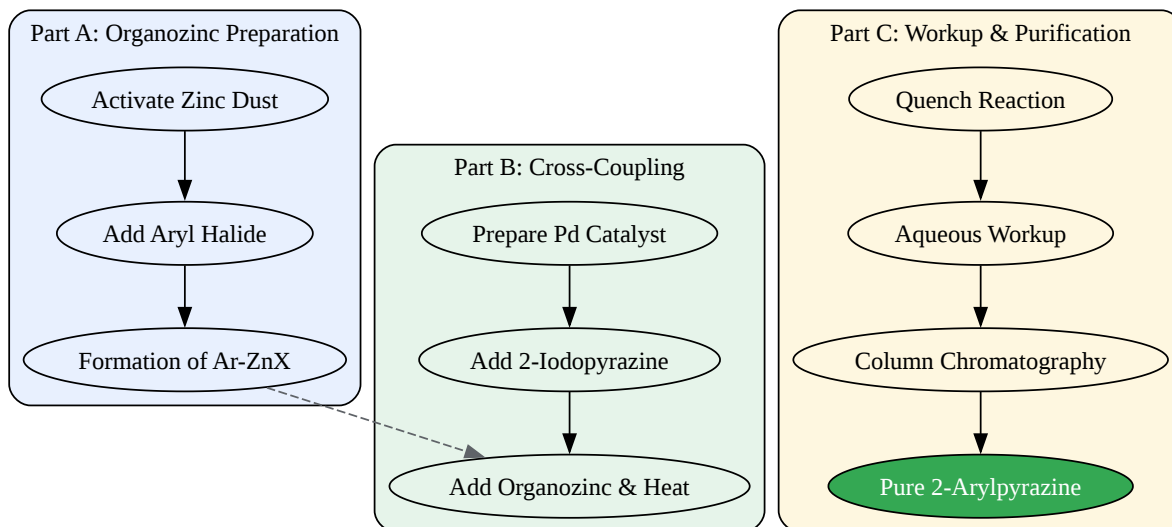 Part A: Organozinc Preparation
Activate Zinc Dust
Add Aryl Halide
Formation of Ar-ZnX
Part B: Cross-Coupling
Prepare Pd Catalyst
Add 2-Iodopyrazine
Add Organozinc & Heat
Part C: Workup & Purification
Quench Reaction
Aqueous Workup
Column Chromatography
Pure 2-Arylpyrazine